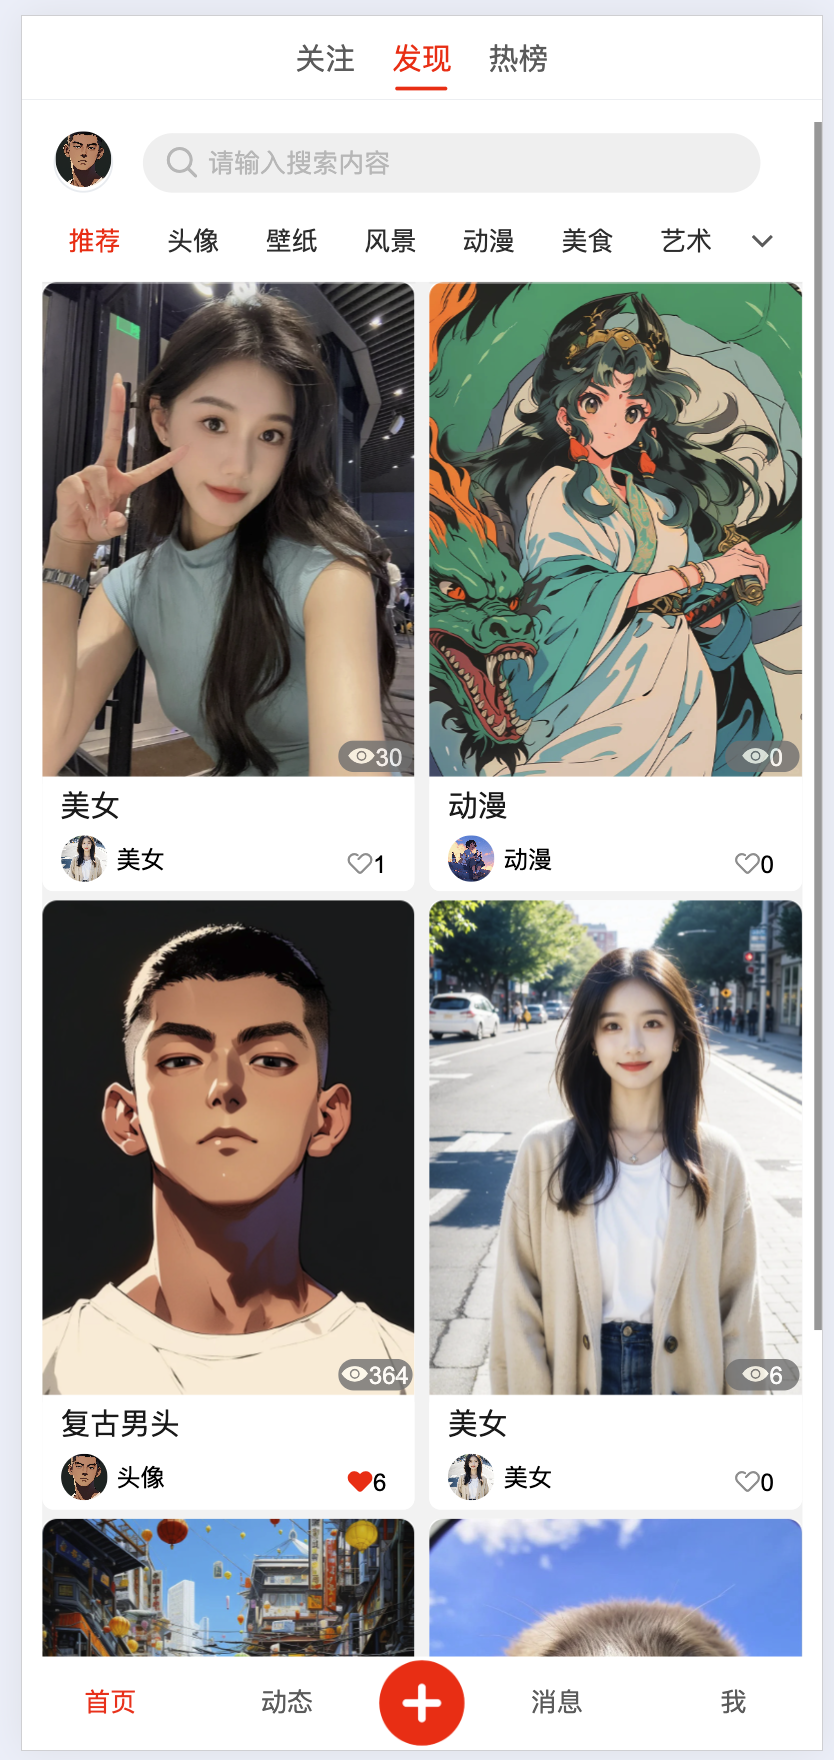 关注 发现 热榜
请输入搜索内容
推荐 头像 壁纸 风景 动漫 美食 艺术
30
0
美女
动漫
美女 1
动漫 0
364
6
复古男头
美女
头像 6
美女 0
首页 动态 消息 我